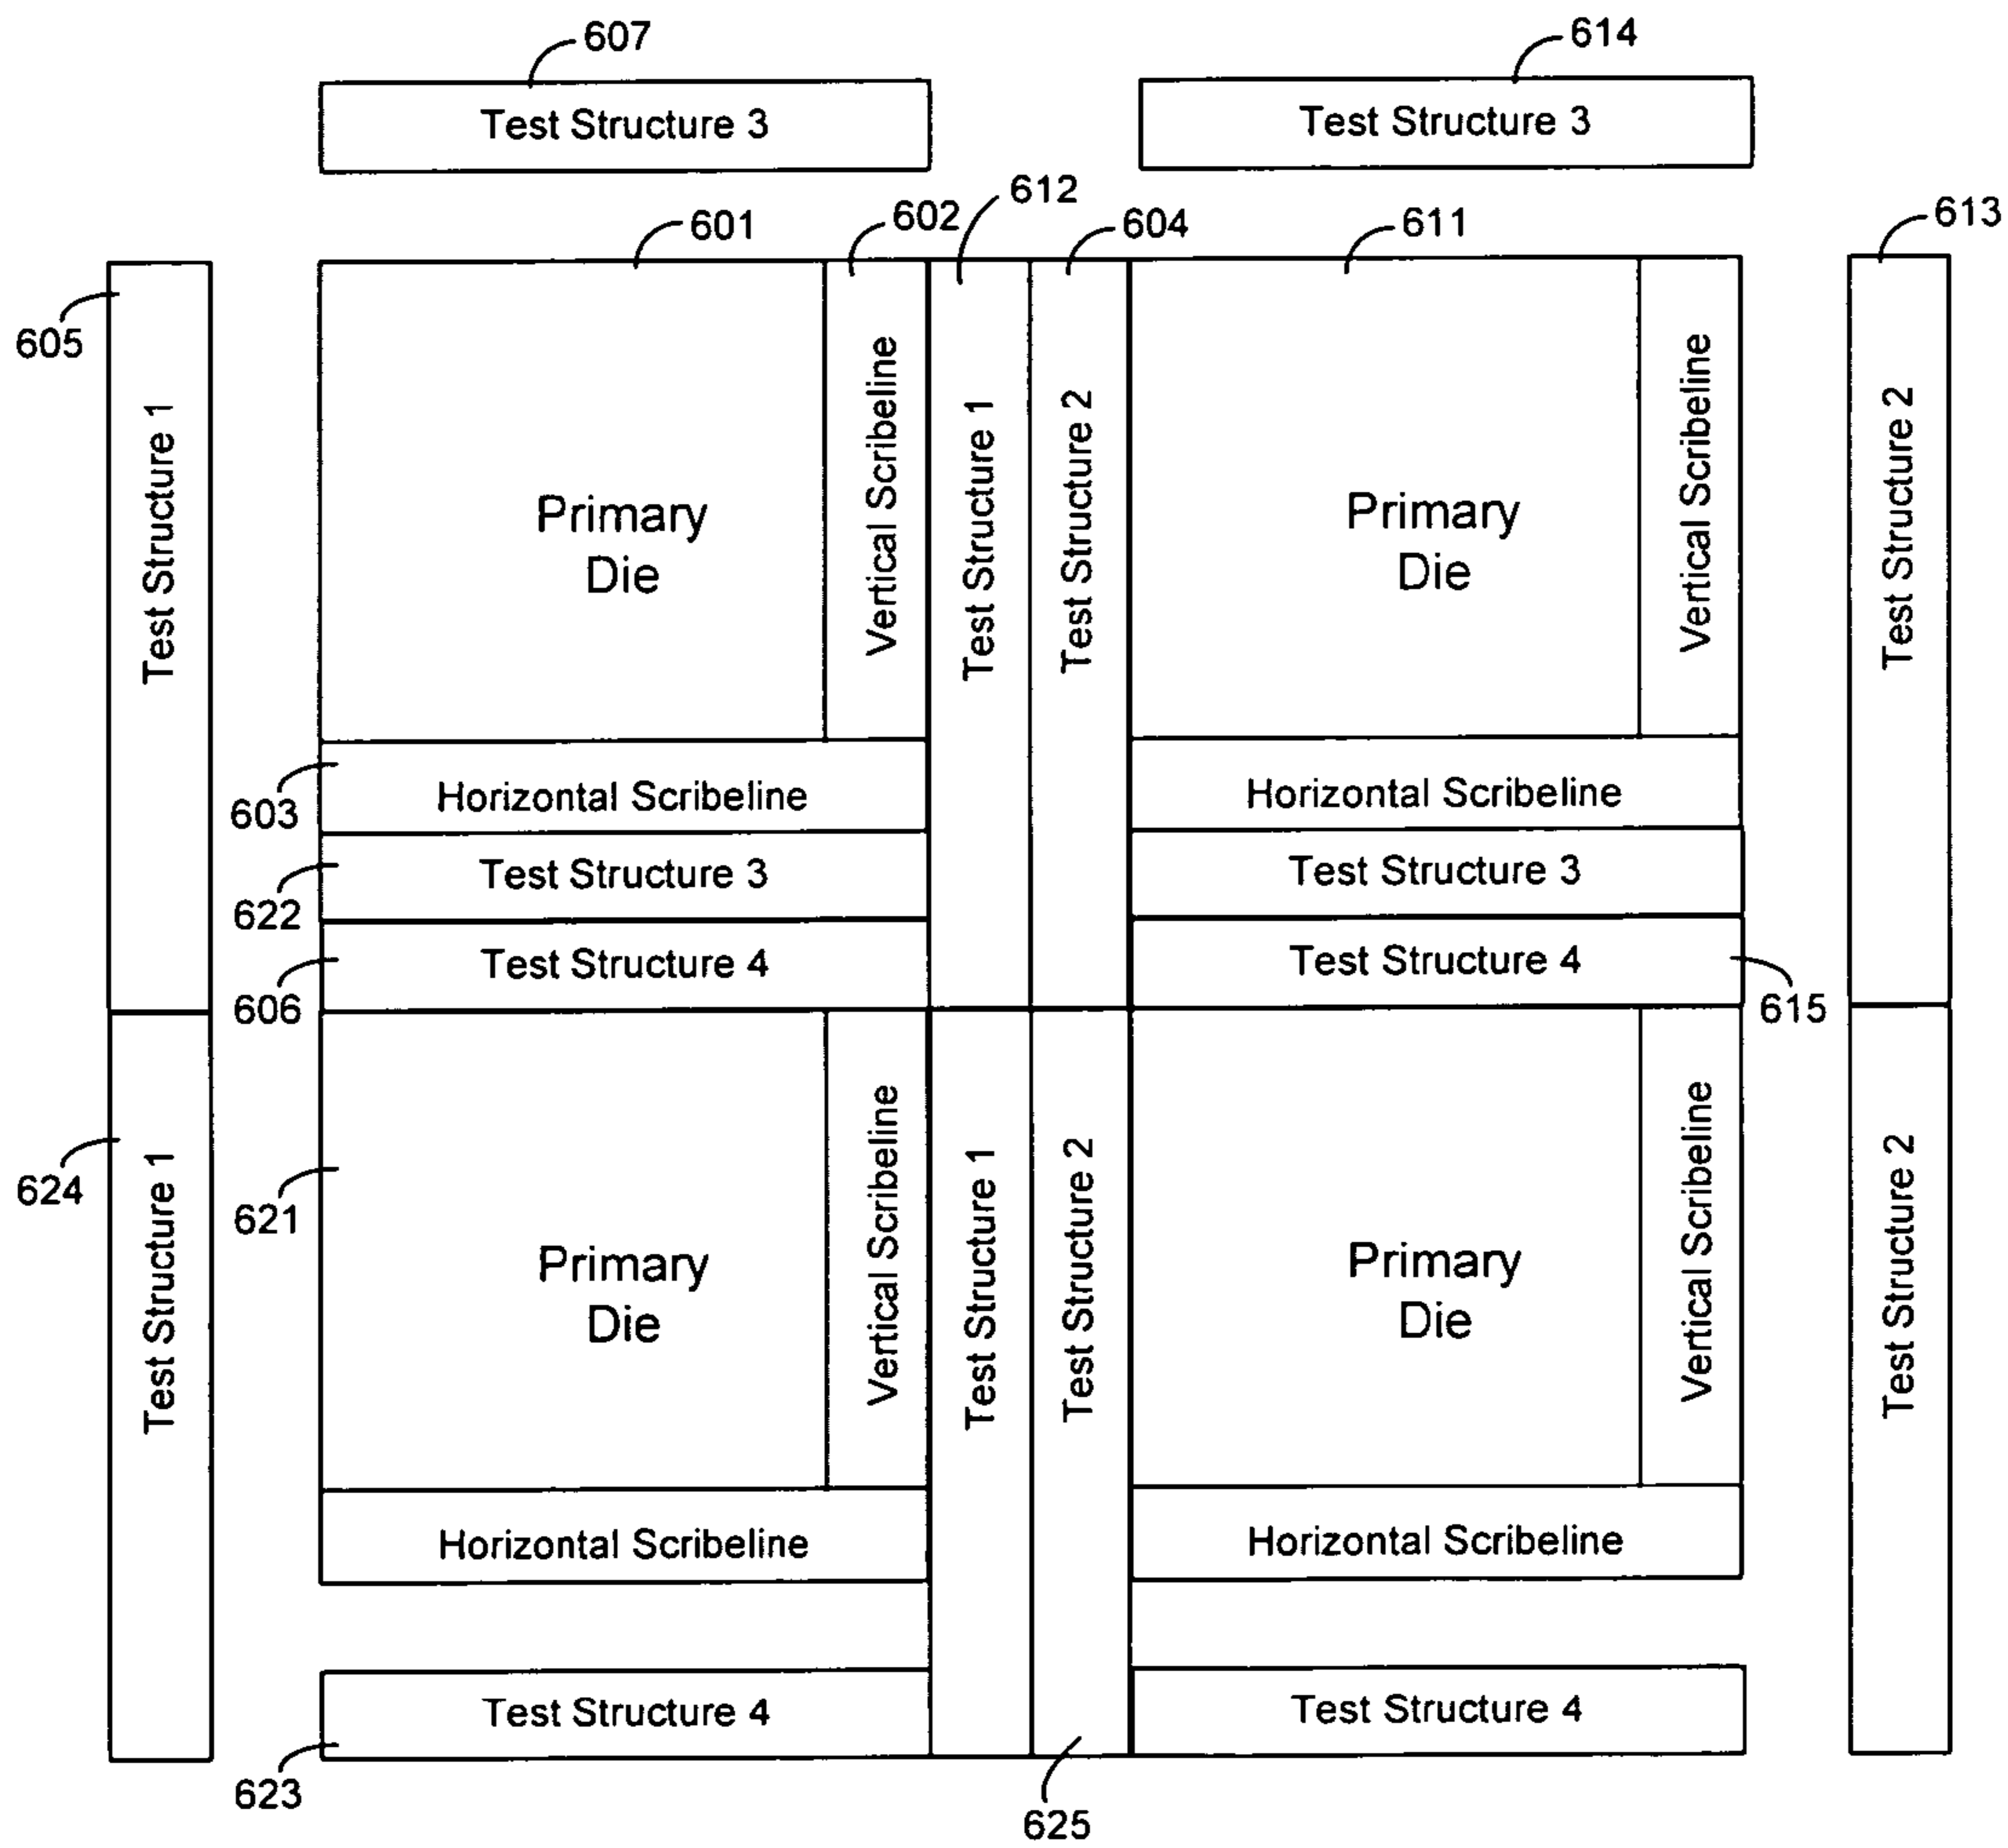 607
614
Test Structure 3
Test Structure 3
612
602
601
604
611
613
605
Test Structure 1
Primary
Die
Vertical Scribeline
Test Structure 1
Test Structure 2
Primary
Die
Vertical Scribeline
Test Structure 2
603
Horizontal Scribeline
Horizontal Scribeline
622
Test Structure 3
Test Structure 3
606
Test Structure 4
Test Structure 4
615
624
Test Structure 1
621
Primary
Die
Vertical Scribeline
Test Structure 1
Test Structure 2
Primary
Die
Vertical Scribeline
Test Structure 2
Horizontal Scribeline
Horizontal Scribeline
Test Structure 4
Test Structure 4
623
625